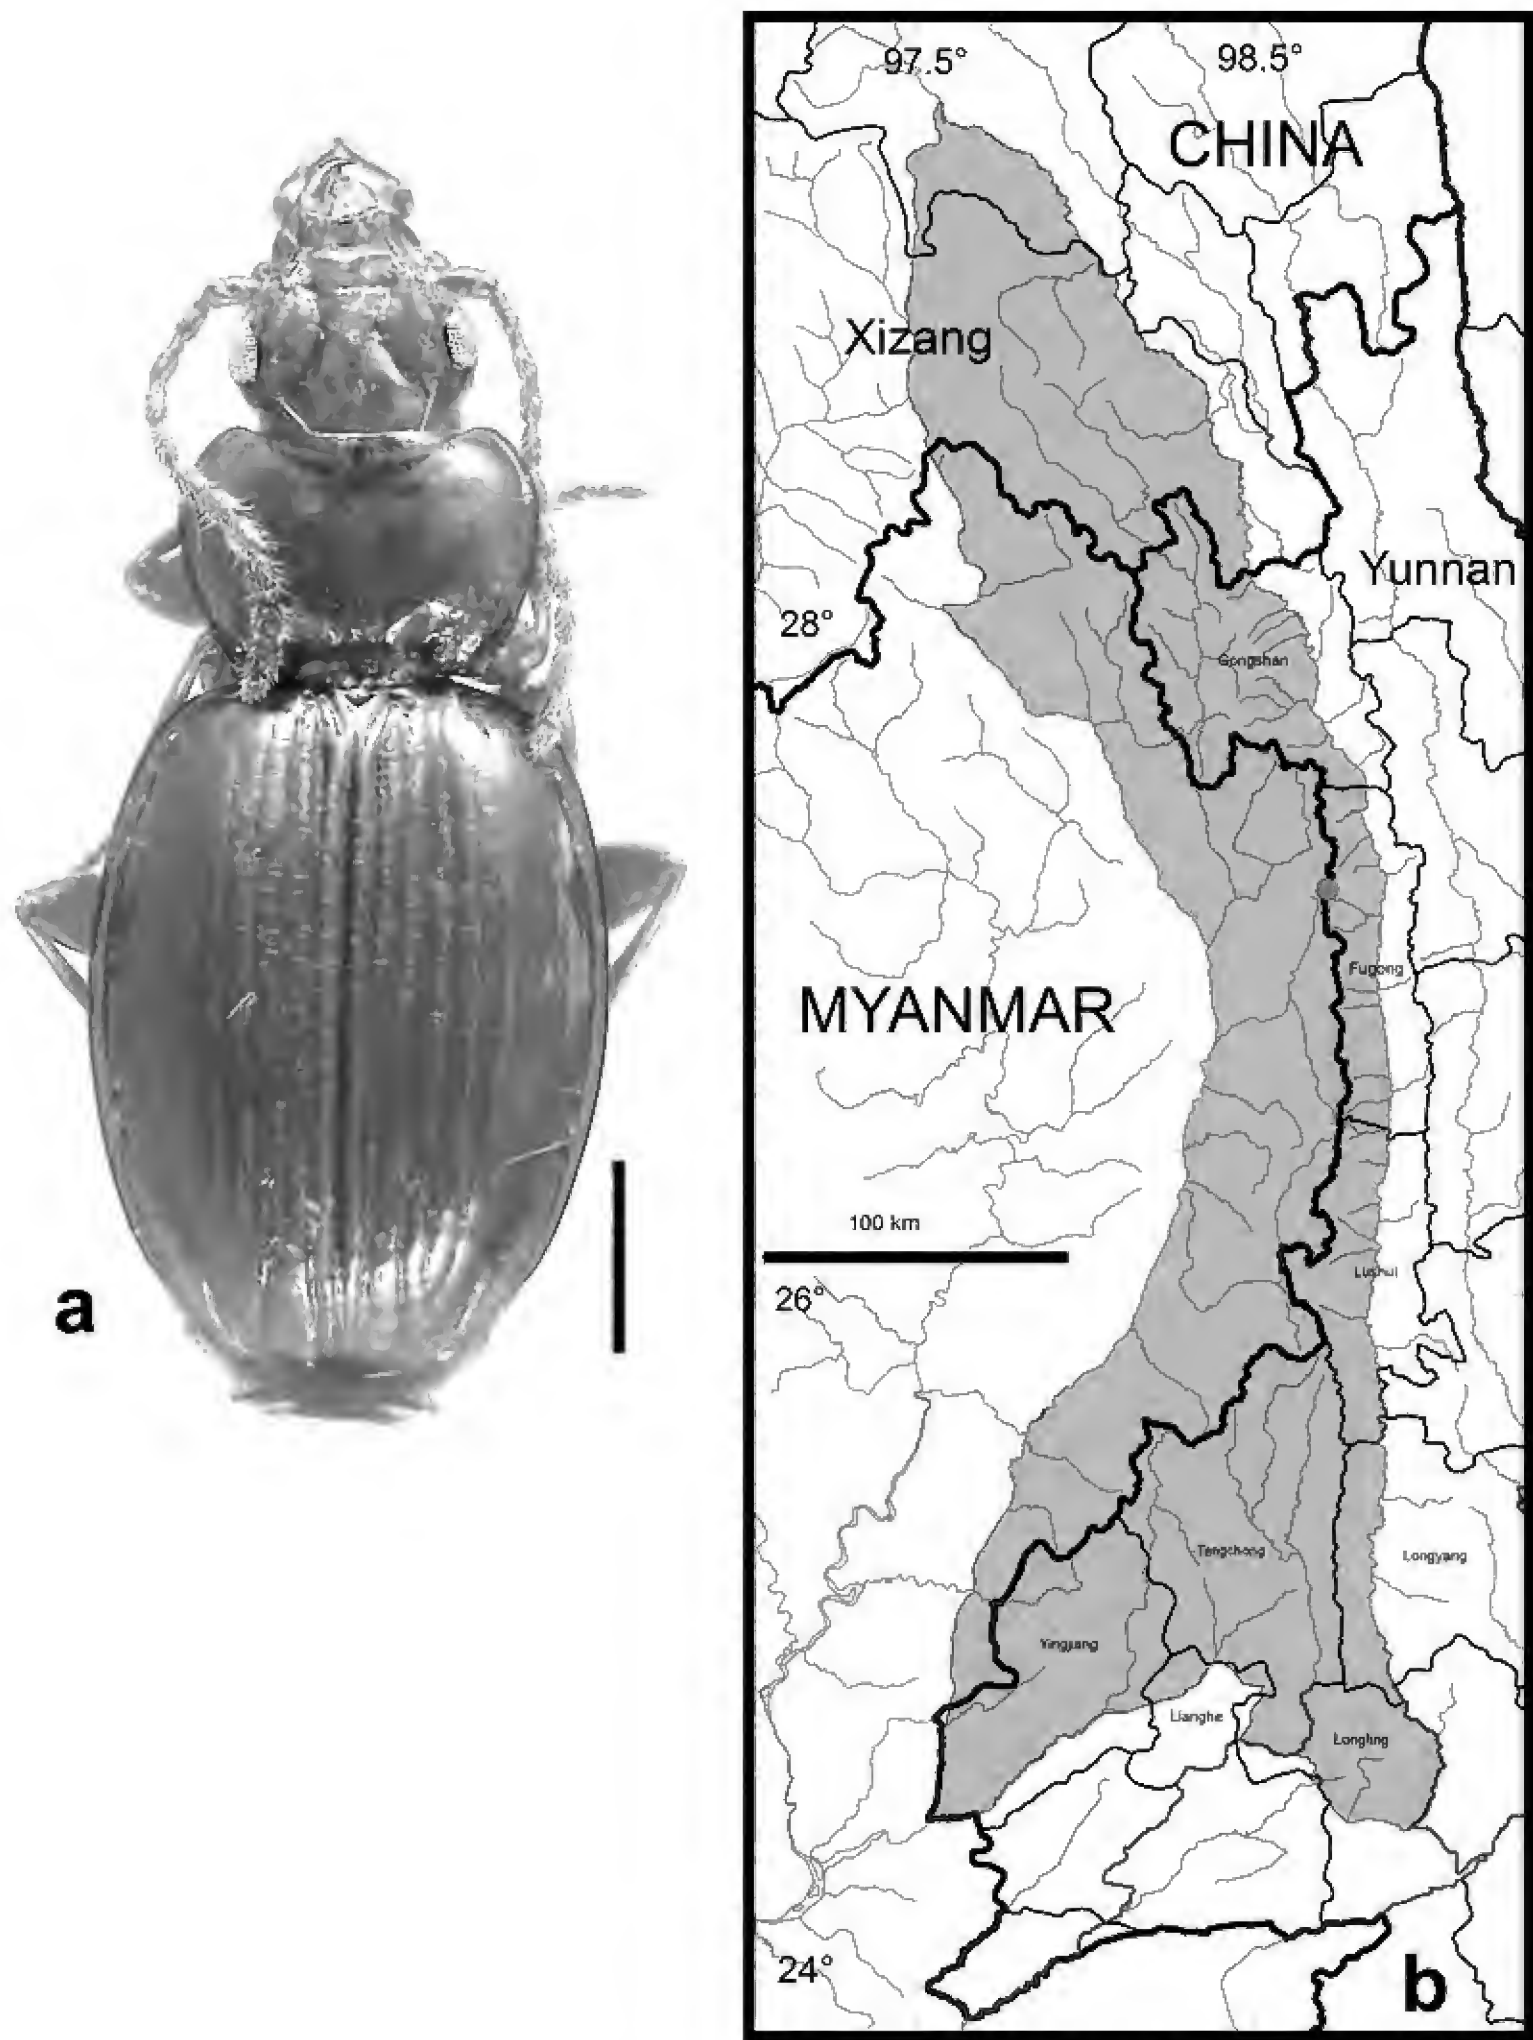 97.5°
98.5°
CHINA
Xizang
Yunnan
28°
Gongshan
Fugong
MYANMAR
100 km
Lushui
26°
a
Tengchong
Longyang
Yingjiang
Lianghe
Longling
24°
b